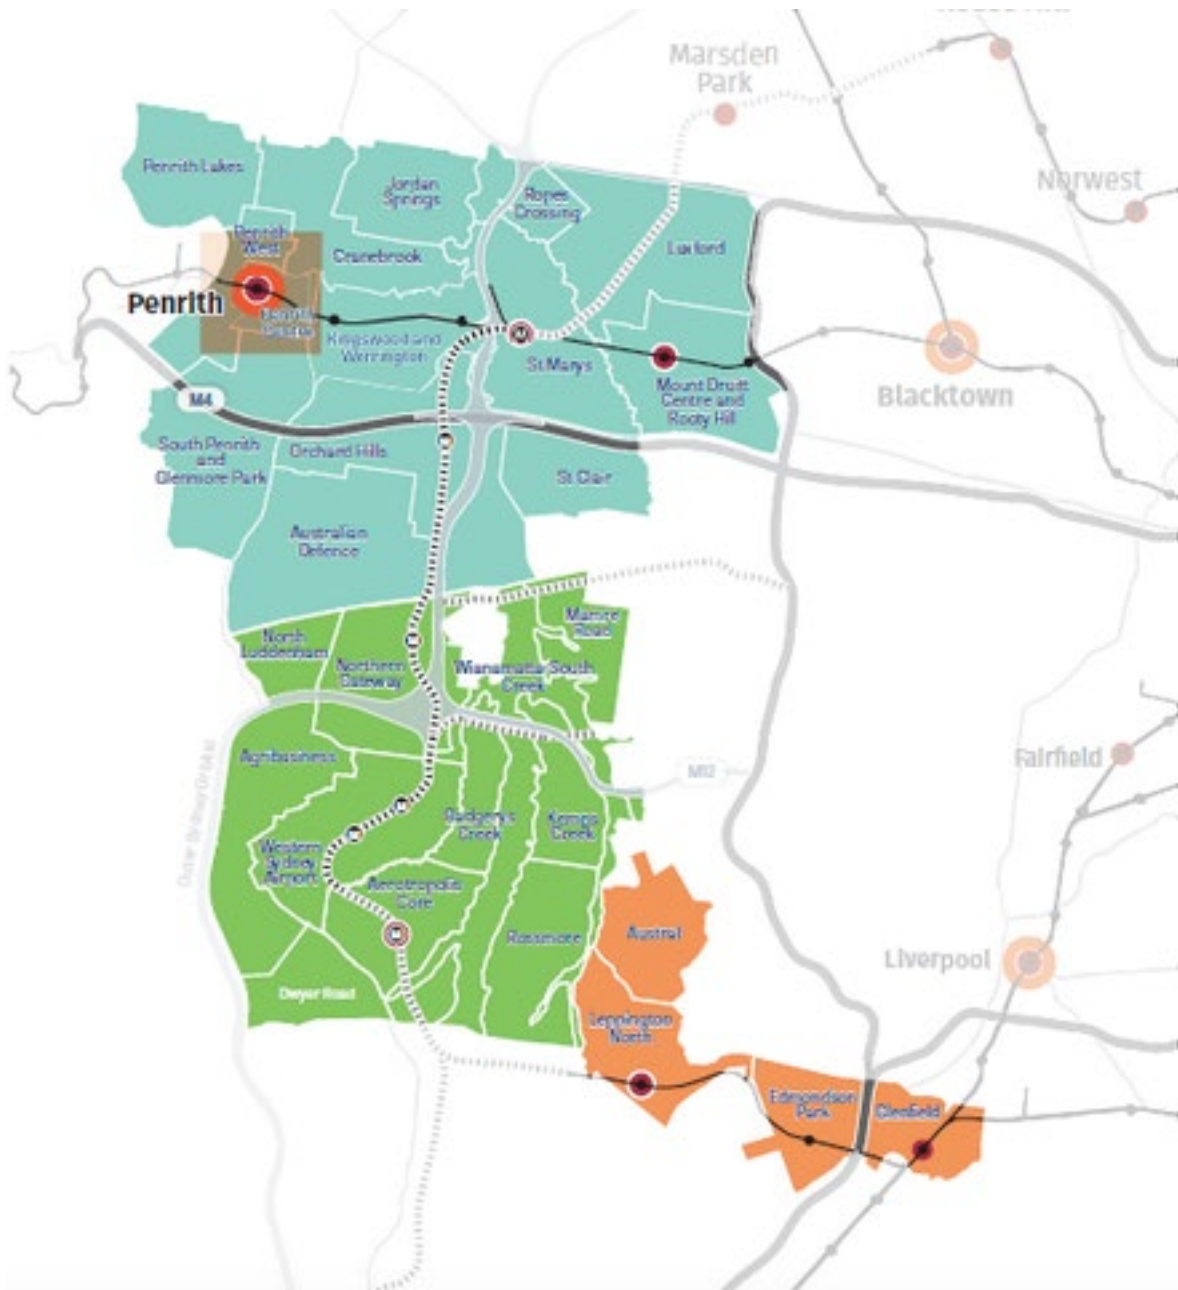 Marsden
Park
Norwest
Penrith Lakes
Jordan
Springs
Ropes
Crossing
Penrith
West
Cranebrook
Luxford
Penrith
Penrith
Centre
Kingswood and
Werrington
St Marys
Mount Druitt
Centre and
Rooty Hill
Blacktown
M4
South Penrith
and
Glenmore Park
Orchard Hills
St Clair
Australian
Defence
North
Luddenham
Northern
Gateway
Mamre
Road
Wianamatta-South
Creek
Agribusiness
M12
Fairfield
Outer Sydney Orbital
Western
Sydney
Airport
Badgerys
Creek
Kemps
Creek
Aerotropolis
Core
Rossmore
Austral
Liverpool
Dwyer Road
Leppington
North
Edmondson
Park
Glenfield